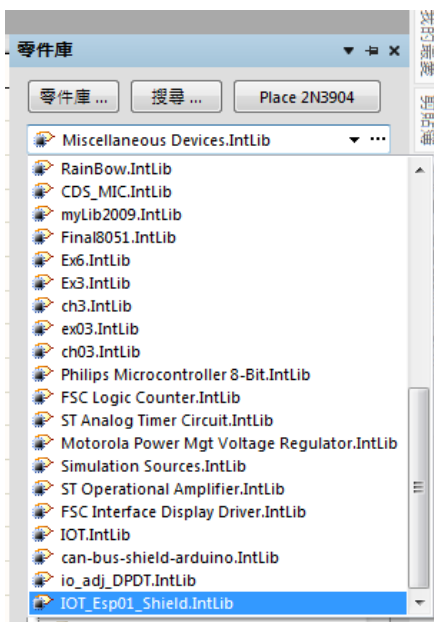 零件庫
零件庫 ...
搜尋 ...
Place 2N3904
Miscellaneous Devices.IntLib
RainBow.IntLib
CDS_MIC.IntLib
myLib2009.IntLib
Final8051.IntLib
Ex6.IntLib
Ex3.IntLib
ch3.IntLib
ex03.IntLib
ch03.IntLib
Philips Microcontroller 8-Bit.IntLib
FSC Logic Counter.IntLib
ST Analog Timer Circuit.IntLib
Motorola Power Mgt Voltage Regulator.IntLib
Simulation Sources.IntLib
ST Operational Amplifier.IntLib
FSC Interface Display Driver.IntLib
IOT.IntLib
can-bus-shield-arduino.IntLib
io_adj_DPDT.IntLib
IOT_Esp01_Shield.IntLib
剪貼簿